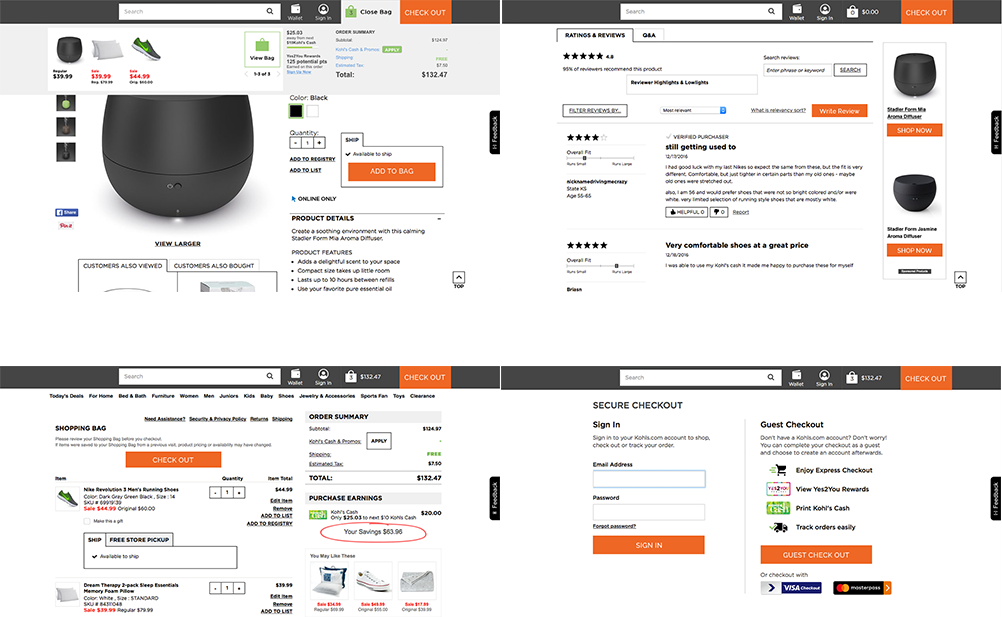 Search
Wallet
Sign In
3
Close Bag
CHECK OUT
Regular
$39.99
Sale
$39.99
Reg. $79.99
Sale
$44.99
Orig. $60.00
View Bag
1-3 of 3
$25.03
away from next
$10Kohl's Cash
Yes2You Rewards
125 potential pts
Earned on this order
Sign Up Now
ORDER SUMMARY
Subtotal: $124.97
Kohl's Cash & Promos: APPLY -
Shipping: FREE
Estimated Tax: $7.50
Total: $132.47
Color: Black
Quantity:
- 1 +
ADD TO REGISTRY
ADD TO LIST
SHIP
Available to ship
ADD TO BAG
ONLINE ONLY
PRODUCT DETAILS
Create a soothing environment with this calming
Stadler Form Mia Aroma Diffuser.
PRODUCT FEATURES
Adds a delightful scent to your space
Compact size takes up little room
Lasts up to 10 hours between refills
Use your favorite pure essential oil
Share
Pin it
VIEW LARGER
CUSTOMERS ALSO VIEWED
CUSTOMERS ALSO BOUGHT
Feedback
TOP
Search
Wallet
Sign In
0
$0.00
CHECK OUT
RATINGS & REVIEWS
Q&A
4.8
95% of reviewers recommend this product
Search reviews:
Enter phrase or keyword
SEARCH
Reviewer Highlights & Lowlights
FILTER REVIEWS BY..
Most relevant
What is relevancy sort?
Write Review
VERIFIED PURCHASER
still getting used to
12/17/2016
I had good luck with my last Nikes so expect the same from these, but the fit is very
different. Comfortable, but just tighter in certain parts than my old ones - maybe
old ones were stretched out.
also, I am 56 and would prefer shoes that were not so bright colored and/or were
white. very limited selection of running style shoes that are mostly white.
HELPFUL 0
0
Report
Overall Fit
Runs Small
Runs Large
nicknamedrivingmecrazy
State KS
Age 55-65
Very comfortable shoes at a great price
12/18/2016
I was able to use my Kohl's cash it made me happy to purchase these for myself
Overall Fit
Runs Small
Runs Large
Briasn
Stadler Form Mia
Aroma Diffuser
SHOP NOW
Stadler Form Jasmine
Aroma Diffuser
SHOP NOW
Sponsored Products
Feedback
TOP
Search
Wallet
Sign In
3
$132.47
CHECK OUT
Today's Deals For Home Bed & Bath Furniture Women Men Juniors Kids Baby Shoes Jewelry & Accessories Sports Fan Toys Clearance
Need Assistance? Security & Privacy Policy Returns Shipping
SHOPPING BAG
Please review your Shopping Bag before you checkout.
If items were saved to your Shopping Bag from a previous visit, product pricing or availability may have changed.
CHECK OUT
Item Quantity Item Total
Nike Revolution 3 Men's Running Shoes
Color: Dark Gray Green Black , Size : 14
SKU # 69919139
Sale $44.99 Original $60.00
Make this a gift
- 1 +
$44.99
Edit Item
Remove
ADD TO LIST
ADD TO REGISTRY
SHIP
FREE STORE PICKUP
Available to ship
Dream Therapy 2-pack Sleep Essentials
Memory Foam Pillow
Color: White , Size : STANDARD
SKU # 84311048
Sale $39.99 Regular $79.99
- 1 +
$39.99
Edit Item
Remove
ADD TO LIST
ORDER SUMMARY
Subtotal: $124.97
Kohl's Cash & Promos: APPLY -
Shipping: FREE
Estimated Tax: $7.50
TOTAL: $132.47
PURCHASE EARNINGS
Kohl's Cash $20.00
Only $25.03 to next $10 Kohl's Cash
Your Savings $63.96
You May Like These
Sale $34.99
Regular $99.99
Sale $49.99
Original $55.00
Sale $17.99
Original $39.99
Feedback
Search
Wallet
Sign In
3
$132.47
CHECK OUT
SECURE CHECKOUT
Sign In
Sign in to your Kohls.com account to shop,
check out or track your order.
Email Address
Password
Forgot password?
SIGN IN
Guest Checkout
Don't have a Kohls.com account? Don't worry!
You can complete your checkout as a guest
and choose to create an account afterwards.
Enjoy Express Checkout
View Yes2You Rewards
Print Kohl's Cash
Track orders easily
GUEST CHECK OUT
Or checkout with
VISA Checkout
masterpass
Feedback